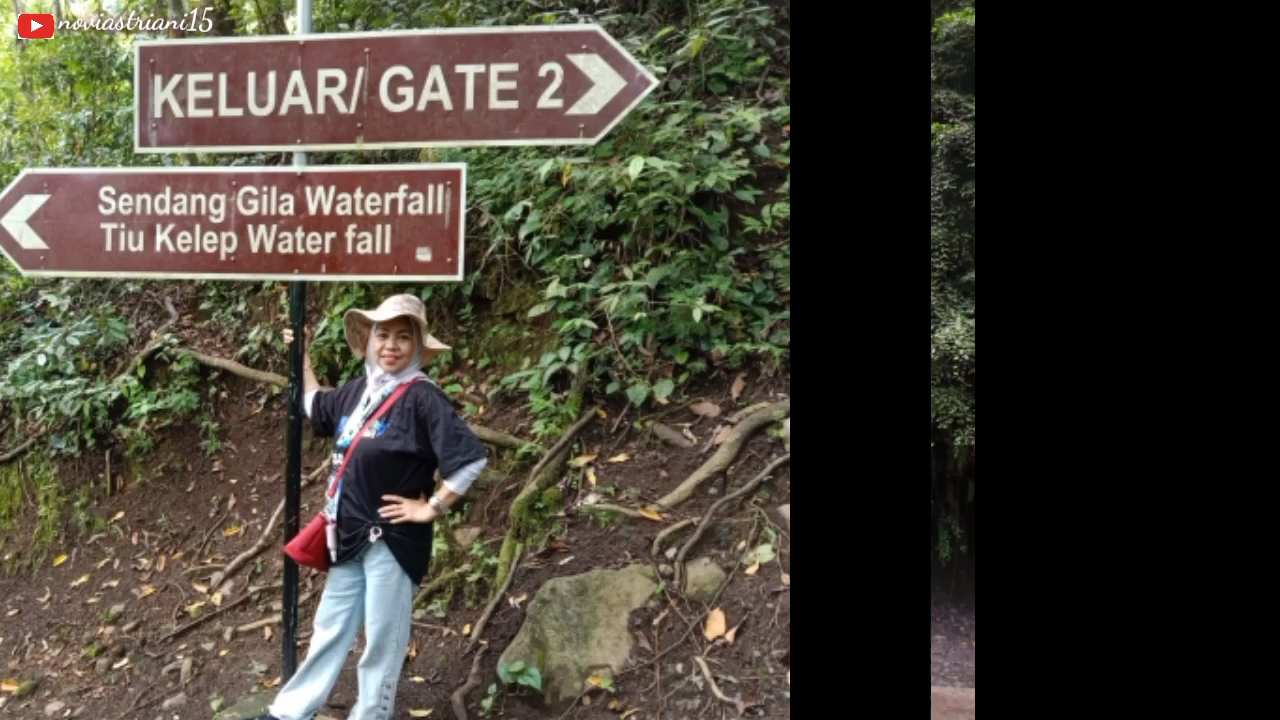 noviastriani15
KELUAR/ GATE 2
Sendang Gila Waterfall
Tiu Kelep Water fall